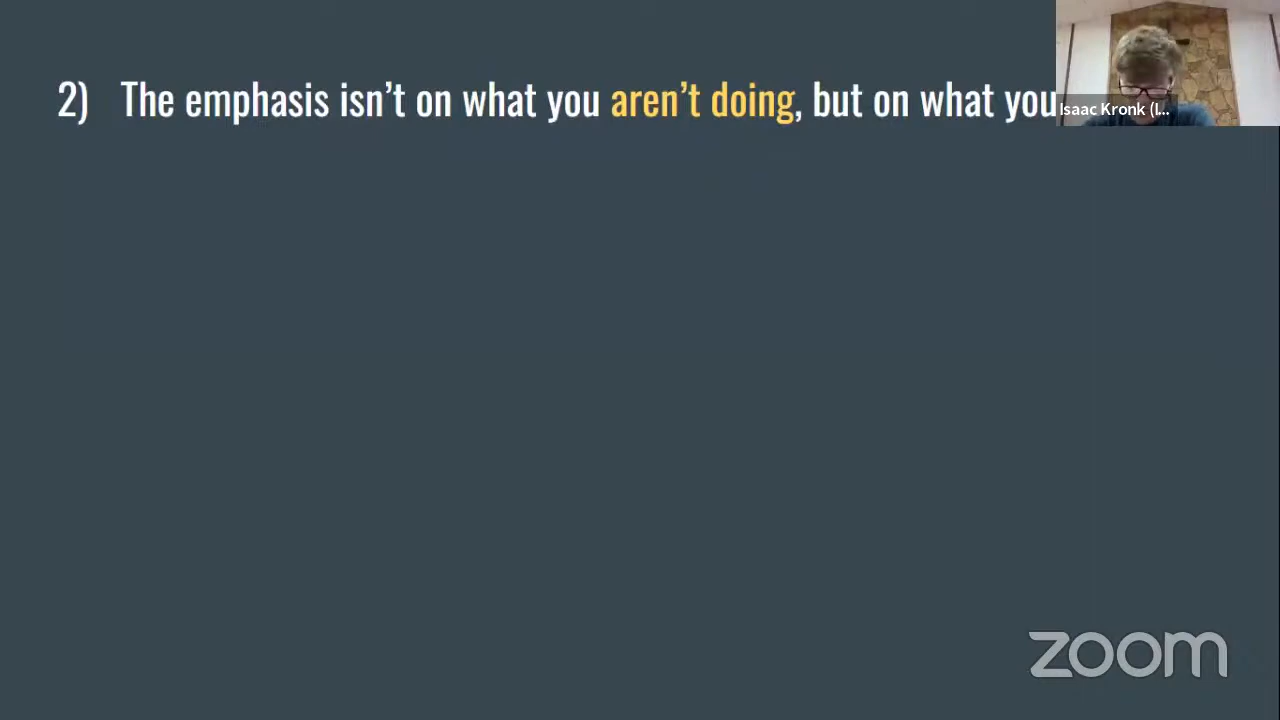 2) The emphasis isn't on what you aren't doing, but on what you
Isaac Kronk (I...
zoom